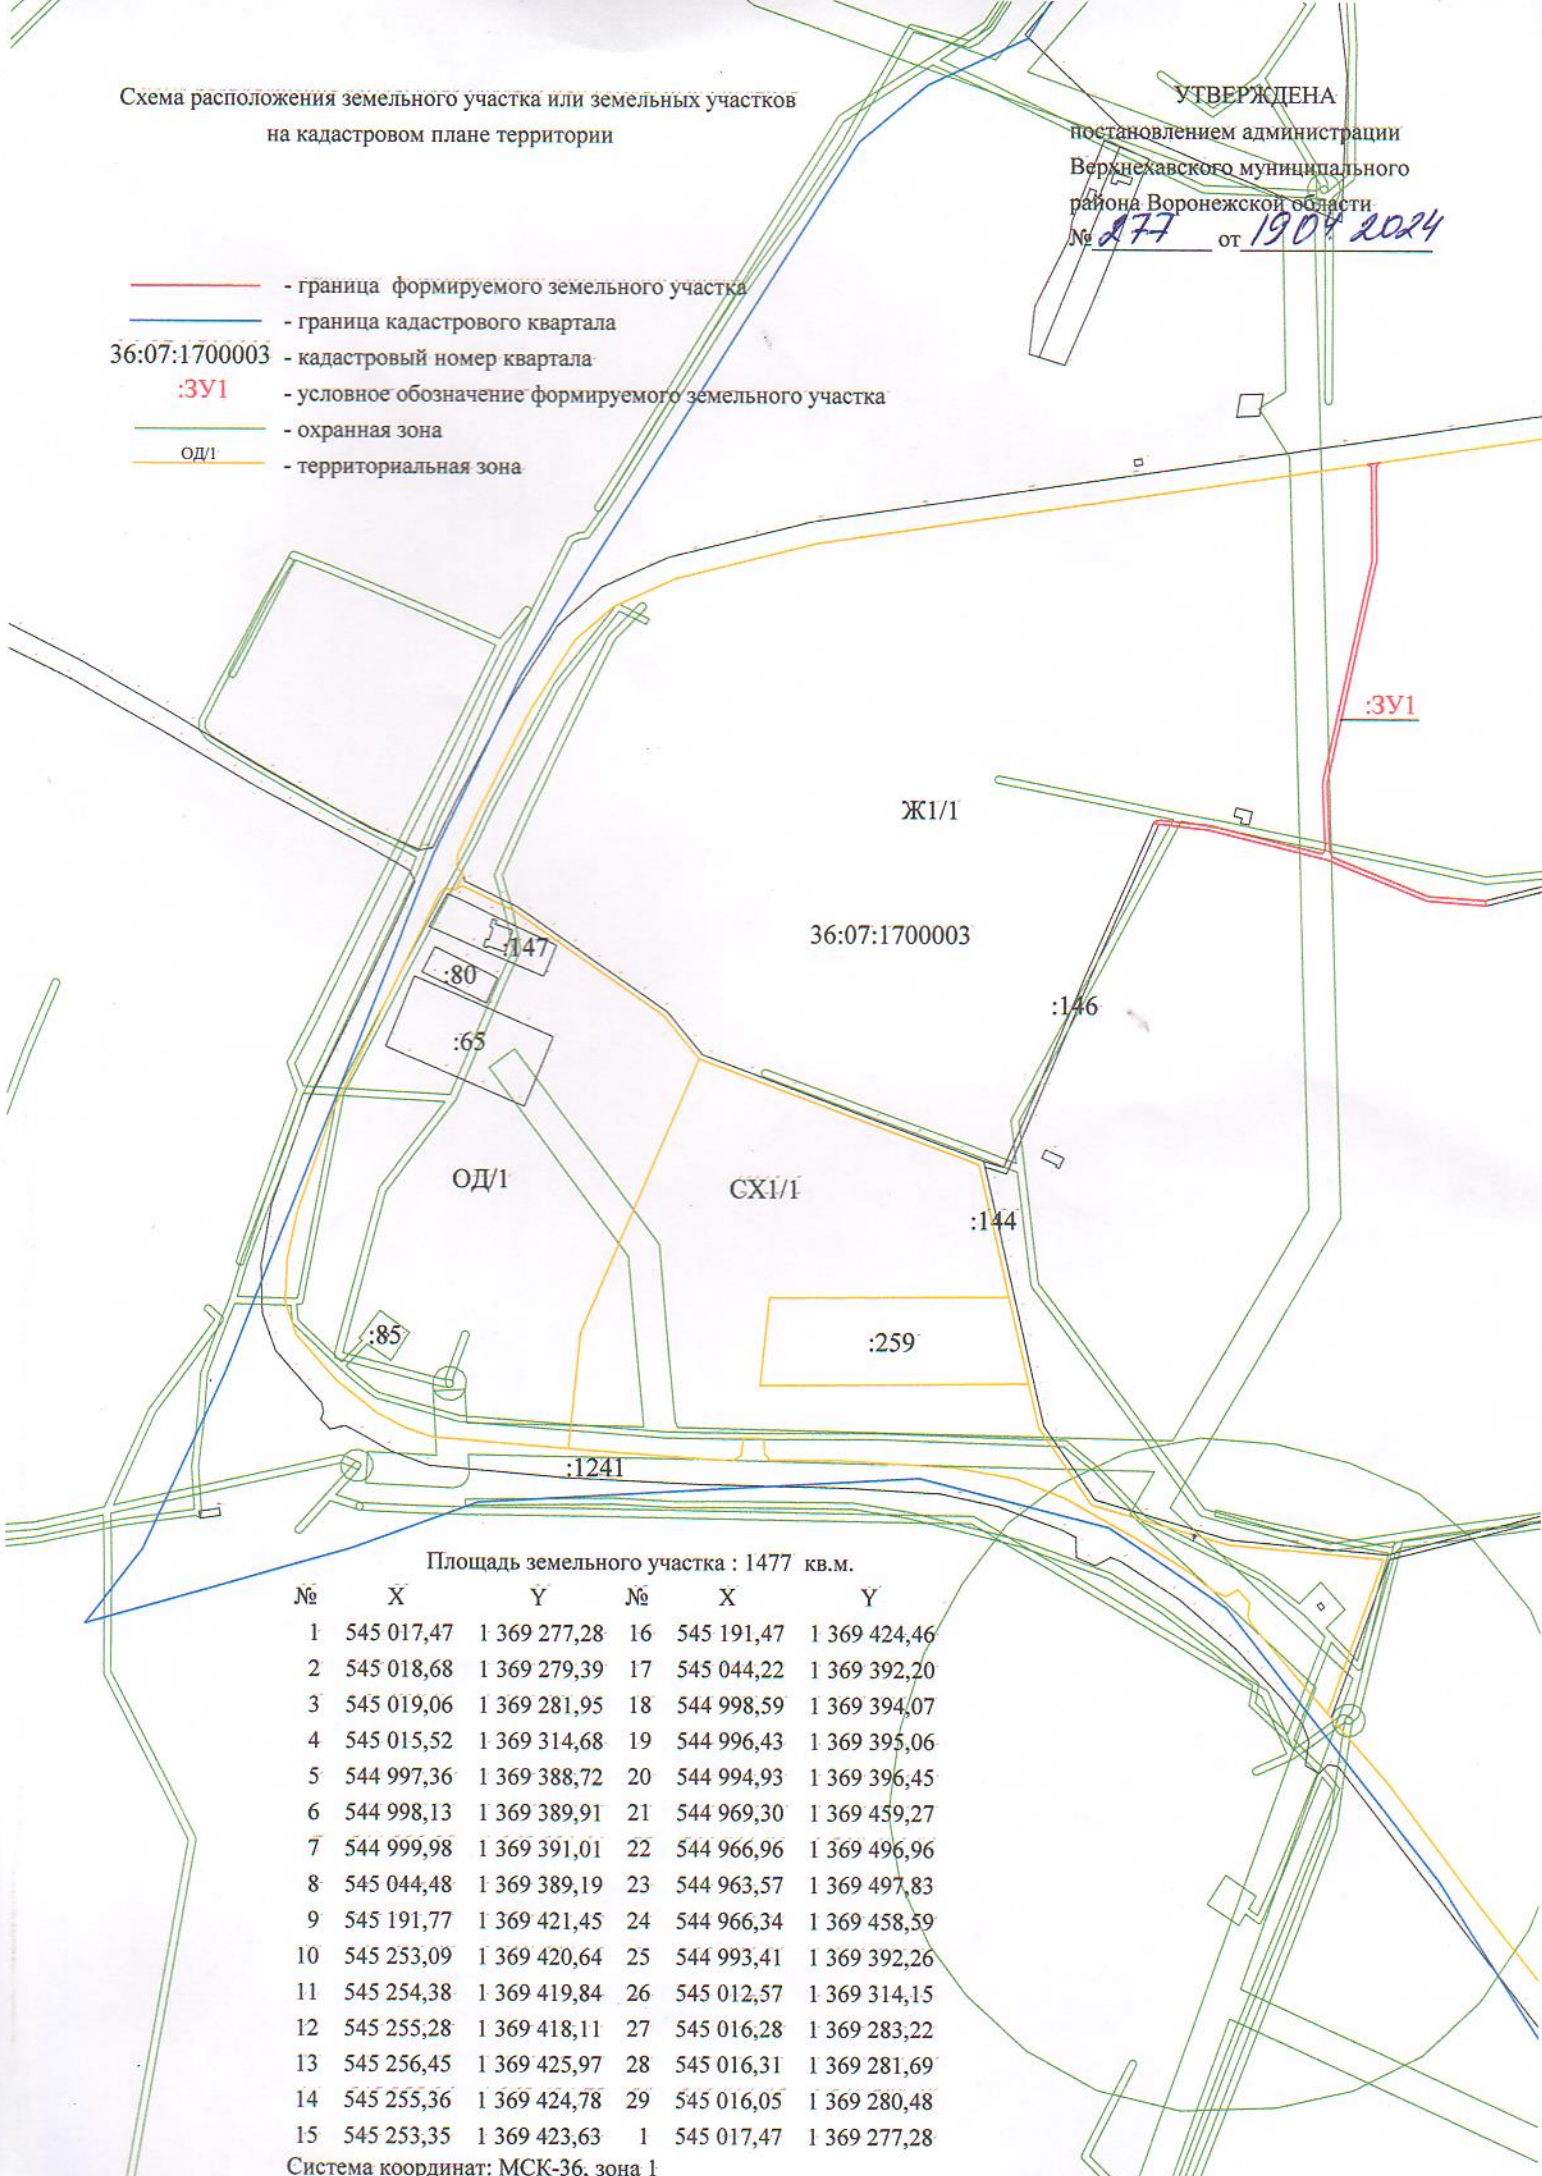 Схема расположения земельного участка или земельных участков
на кадастровом плане территории
УТВЕРЖДЕНА
постановлением администрации
Верхнехавского муниципального
района Воронежской области
№ 277 от 19.04.2024
- граница формируемого земельного участка
- граница кадастрового квартала
36:07:1700003 - кадастровый номер квартала
:ЗУ1 - условное обозначение формируемого земельного участка
- охранная зона
ОД/1 - территориальная зона
:ЗУ1
Ж1/1
36:07:1700003
:147
:80
:146
:65
ОД/1
СХ1/1
:144
:85
:259
:1241
Площадь земельного участка : 1477 кв.м.
№ X Y № X Y
1 545 017,47 1 369 277,28 16 545 191,47 1 369 424,46
2 545 018,68 1 369 279,39 17 545 044,22 1 369 392,20
3 545 019,06 1 369 281,95 18 544 998,59 1 369 394,07
4 545 015,52 1 369 314,68 19 544 996,43 1 369 395,06
5 544 997,36 1 369 388,72 20 544 994,93 1 369 396,45
6 544 998,13 1 369 389,91 21 544 969,30 1 369 459,27
7 544 999,98 1 369 391,01 22 544 966,96 1 369 496,96
8 545 044,48 1 369 389,19 23 544 963,57 1 369 497,83
9 545 191,77 1 369 421,45 24 544 966,34 1 369 458,59
10 545 253,09 1 369 420,64 25 544 993,41 1 369 392,26
11 545 254,38 1 369 419,84 26 545 012,57 1 369 314,15
12 545 255,28 1 369 418,11 27 545 016,28 1 369 283,22
13 545 256,45 1 369 425,97 28 545 016,31 1 369 281,69
14 545 255,36 1 369 424,78 29 545 016,05 1 369 280,48
15 545 253,35 1 369 423,63 1 545 017,47 1 369 277,28
Система координат: МСК-36, зона 1